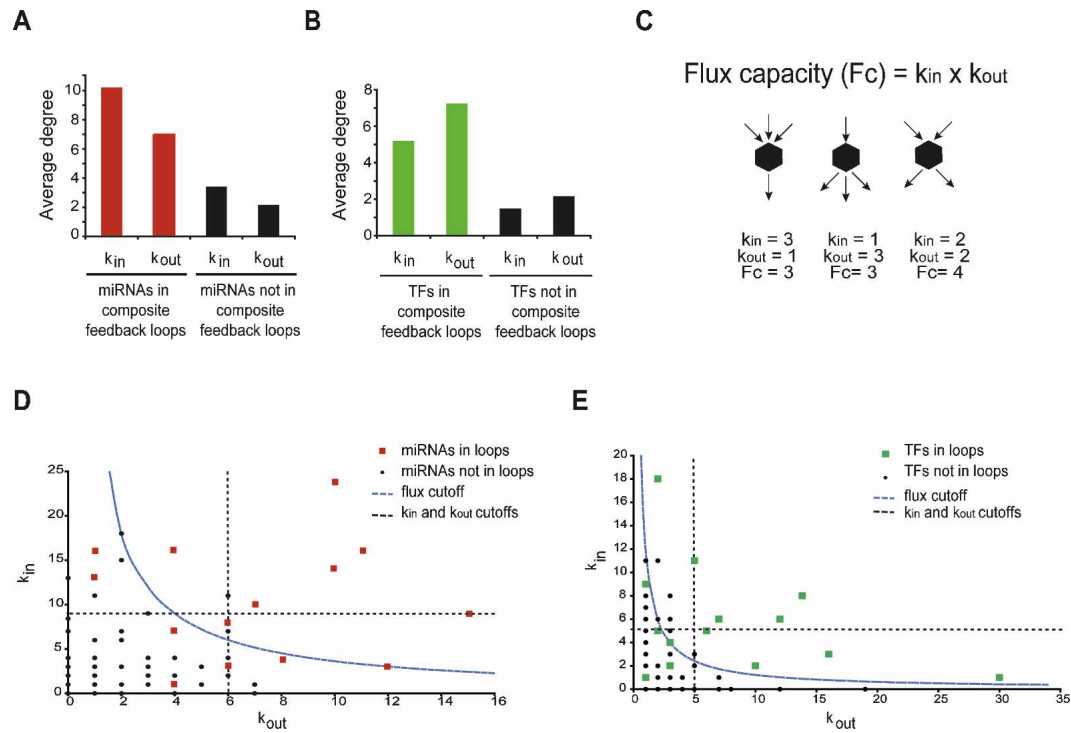 A
B
C
Average degree
10
8
6
4
2
0
kin
kout
kin
kout
miRNAs in
composite
feedback loops
miRNAs not in
composite
feedback loops
Average degree
8
6
4
2
0
kin
kout
kin
kout
TFs in
composite
feedback loops
TFs not in
composite
feedback loops
Flux capacity (Fc) = kin x kout
kin = 3
kout = 1
Fc = 3
kin = 1
kout = 3
Fc= 3
kin = 2
kout = 2
Fc= 4
D
miRNAs in loops
miRNAs not in loops
flux cutoff
kin and kout cutoffs
kin
25
20
15
10
5
0
0
2
4
6
8
10
12
14
16
kout
E
TFs in loops
TFs not in loops
flux cutoff
kin and kout cutoffs
kin
20
18
16
14
12
10
8
6
4
2
0
0
5
10
15
20
25
30
35
kout